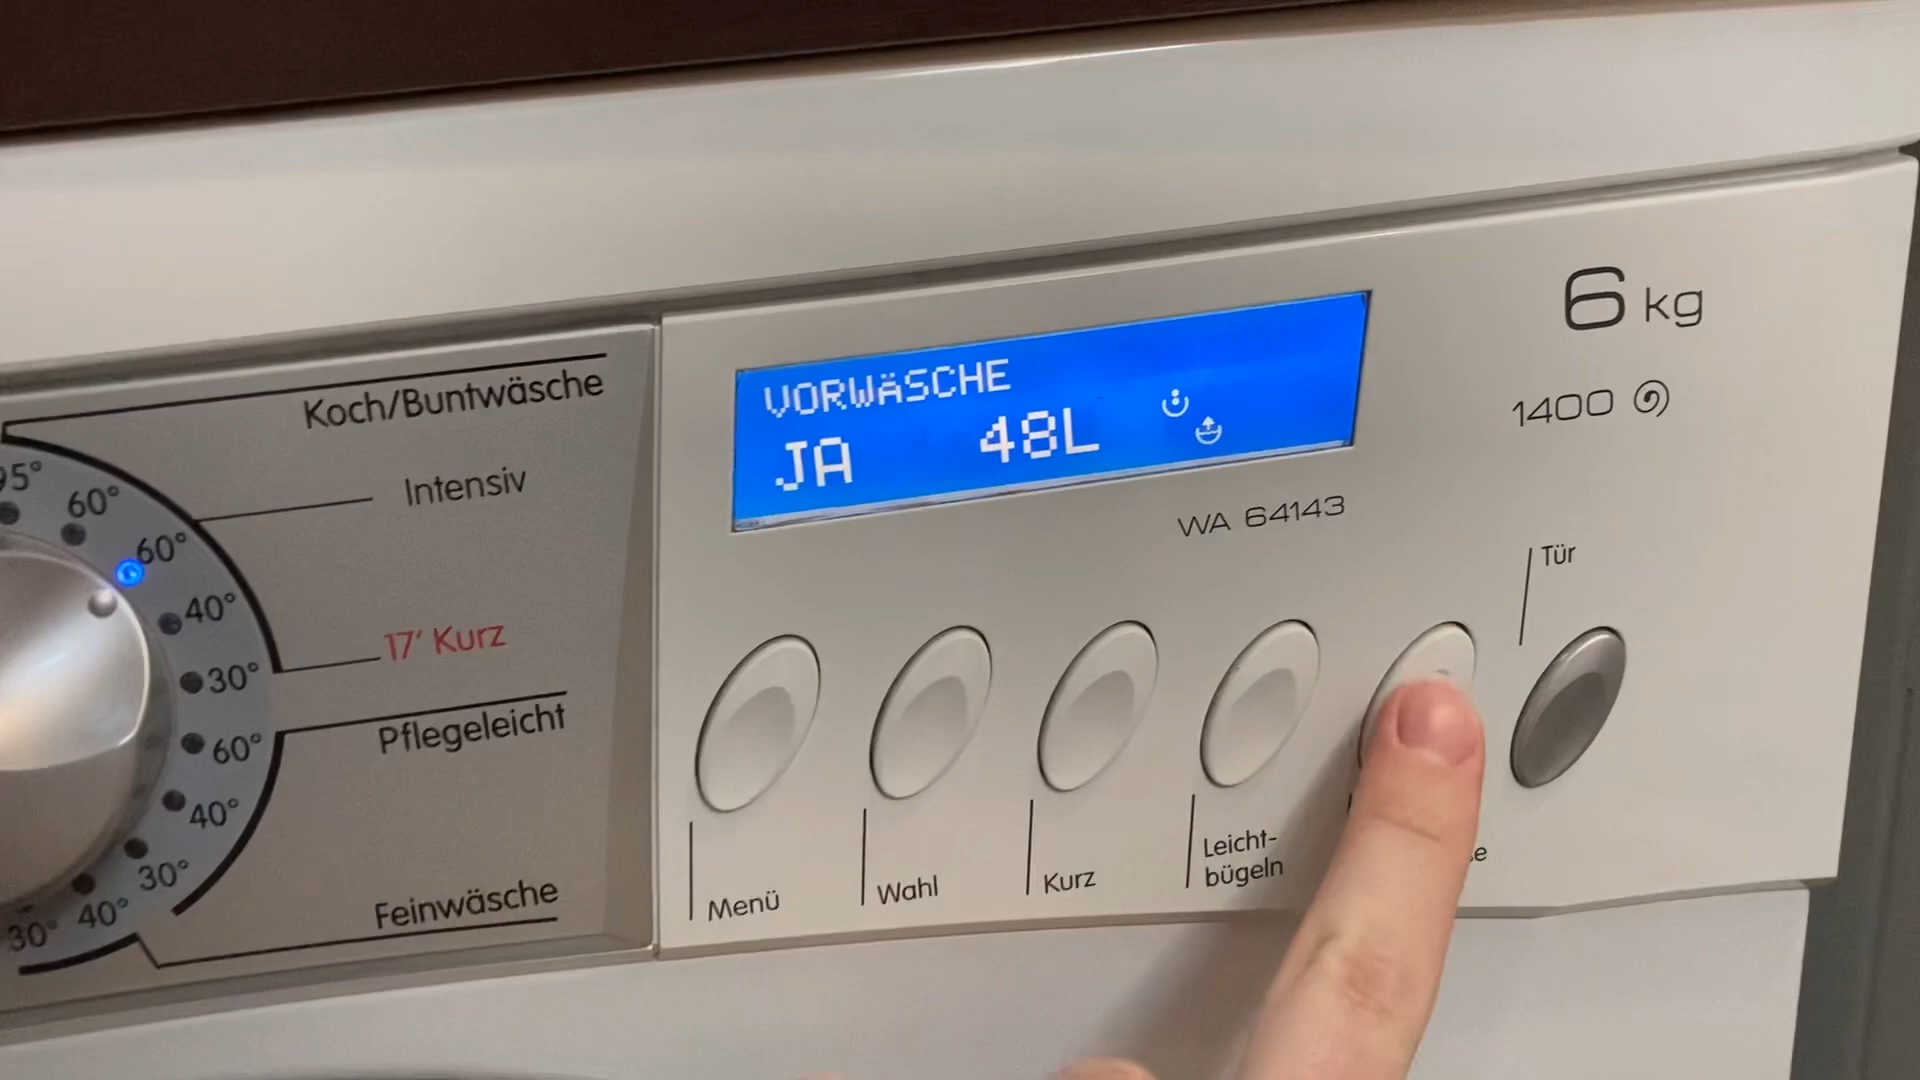 Koch/Buntwäsche
Intensiv
17' Kurz
Pflegeleicht
Feinwäsche
95°
60°
60°
40°
30°
60°
40°
30°
40°
30°
VORWÄSCHE
JA 48L
6 kg
1400
WA 64143
Tür
Menü
Wahl
Kurz
Leicht-
bügeln